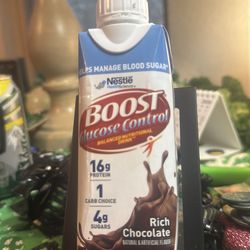 Nestlé
HELPS MANAGE BLOOD SUGAR
BOOST
Glucose Control
BALANCED NUTRITIONAL
DRINK
16g
PROTEIN
1
CARB CHOICE
4g
SUGARS
Rich
Chocolate
NATURAL & ARTIFICIAL FLAVOR